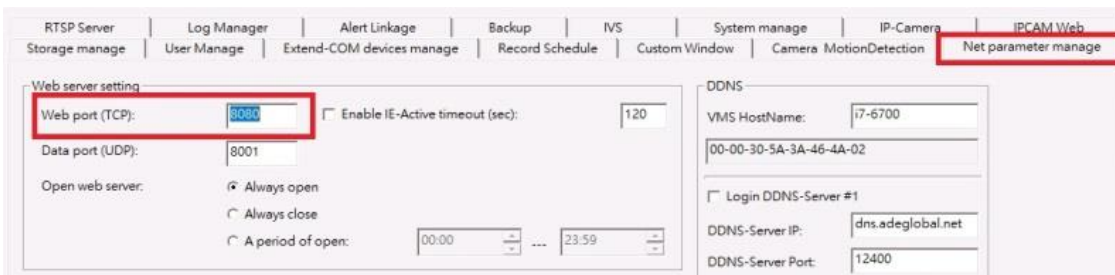 RTSP Server Log Manager Alert Linkage Backup IVS System manage IP-Camera IPCAM Web
Storage manage User Manage Extend-COM devices manage Record Schedule Custom Window Camera MotionDetection Net parameter manage
Web server setting
Web port (TCP): 8080 Enable IE-Active timeout (sec): 120
Data port (UDP): 8001
Open web server: Always open
Always close
A period of open: 00:00 --- 23:59
DDNS
VMS HostName: i7-6700
00-00-30-5A-3A-46-4A-02
Login DDNS-Server #1
DDNS-Server IP: dns.adeglobal.net
DDNS-Server Port: 12400